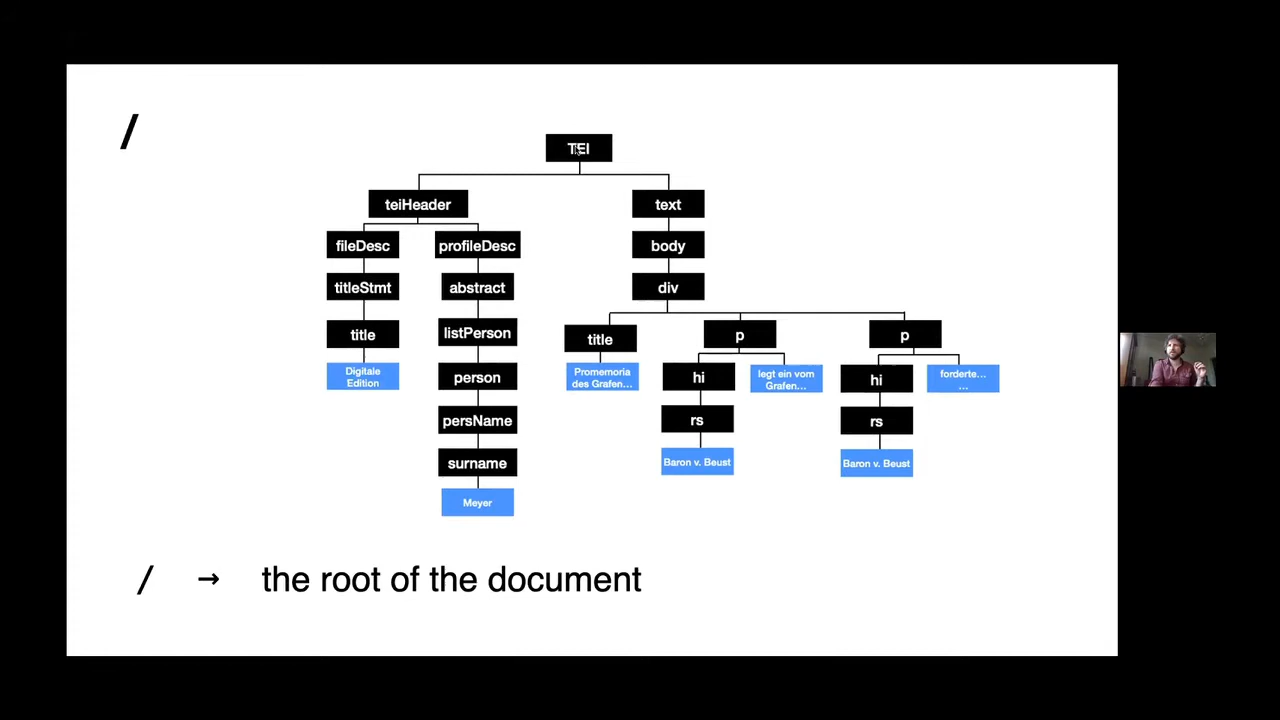 /
TEI
teiHeader
text
fileDesc
profileDesc
body
titleStmt
abstract
div
title
listPerson
title
p
p
Digitale
Edition
person
Promemoria
des Grafen...
hi
legt ein vom
Grafen...
hi
forderte...
...
persName
rs
rs
surname
Baron v. Beust
Baron v. Beust
Meyer
/ → the root of the document